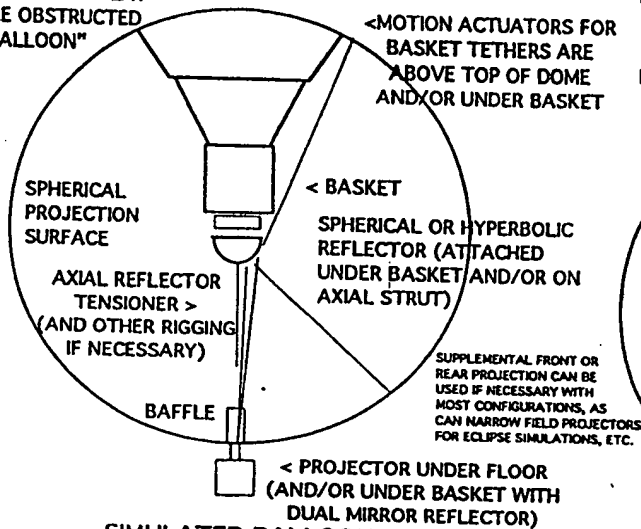 E OBSTRUCTED
ALLOON"
<MOTION ACTUATORS FOR
BASKET TETHERS ARE
ABOVE TOP OF DOME
AND/OR UNDER BASKET
SPHERICAL
PROJECTION
SURFACE
< BASKET
SPHERICAL OR HYPERBOLIC
REFLECTOR (ATTACHED
UNDER BASKET AND/OR ON
AXIAL STRUT)
AXIAL REFLECTOR
TENSIONER >
(AND OTHER RIGGING
IF NECESSARY)
SUPPLEMENTAL FRONT OR
REAR PROJECTION CAN BE
USED IF NECESSARY WITH
MOST CONFIGURATIONS, AS
CAN NARROW FIELD PROJECTORS
FOR ECLIPSE SIMULATIONS, ETC.
BAFFLE
< PROJECTOR UNDER FLOOR
(AND/OR UNDER BASKET WITH
DUAL MIRROR REFLECTOR)